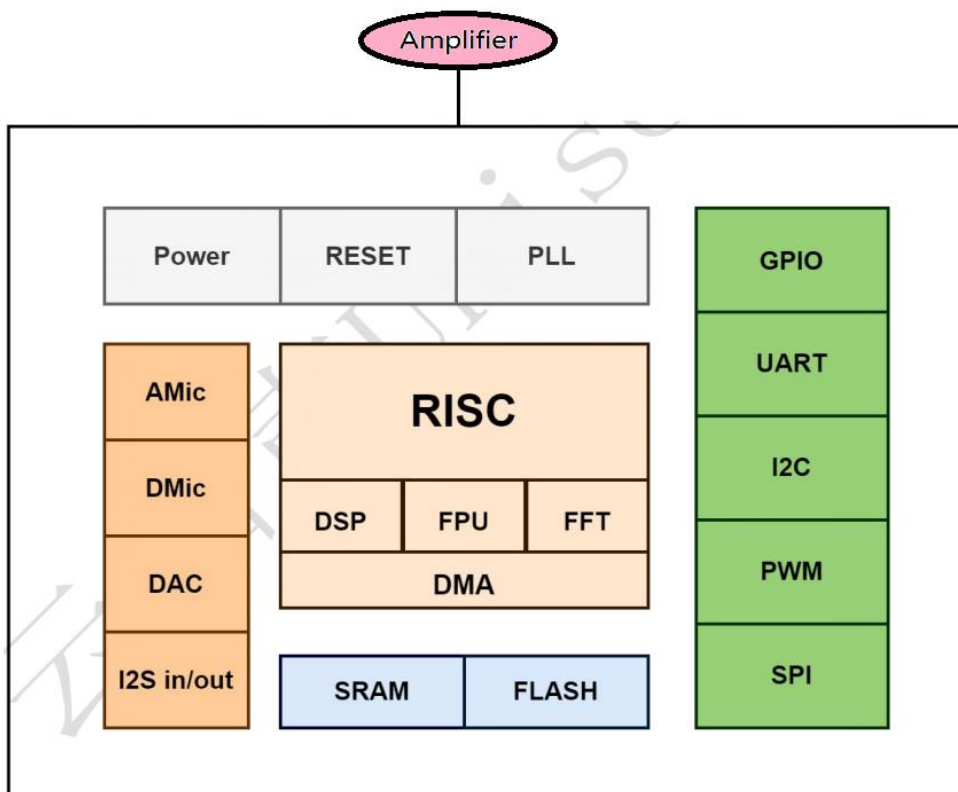 Amplifier
Power RESET PLL
GPIO
UART
I2C
PWM
SPI
AMic
DMic
DAC
I2S in/out
RISC
DSP FPU FFT
DMA
SRAM FLASH